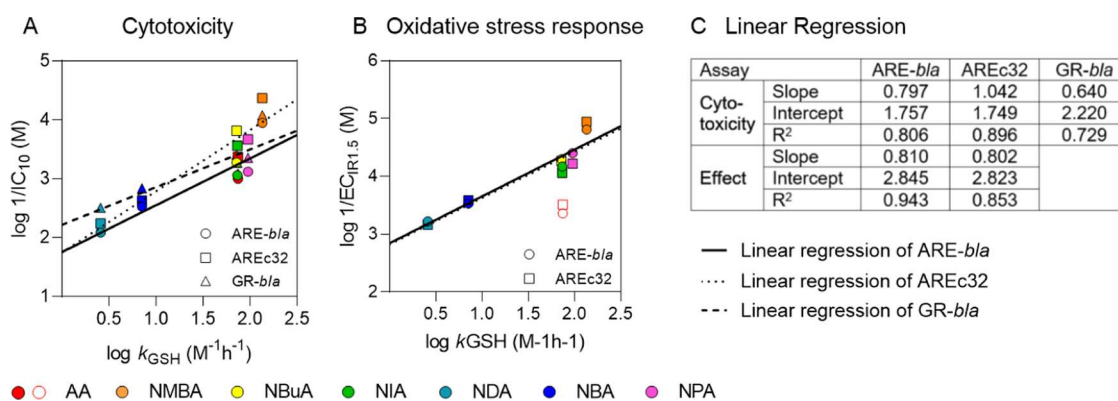 A Cytotoxicity
log 1/IC10 (M)
5
4
3
2
1
0.0 0.5 1.0 1.5 2.0 2.5
log kGSH (M-1h-1)
ARE-bla
AREc32
GR-bla
B Oxidative stress response
log 1/ECIR1.5 (M)
6
5
4
3
2
0.0 0.5 1.0 1.5 2.0 2.5
log kGSH (M-1h-1)
ARE-bla
AREc32
C Linear Regression
Assay ARE-bla AREc32 GR-bla
Cyto-toxicity Slope 0.797 1.042 0.640
Intercept 1.757 1.749 2.220
R2 0.806 0.896 0.729
Effect Slope 0.810 0.802
Intercept 2.845 2.823
R2 0.943 0.853
Linear regression of ARE-bla
Linear regression of AREc32
Linear regression of GR-bla
AA NMBA NBuA NIA NDA NBA NPA